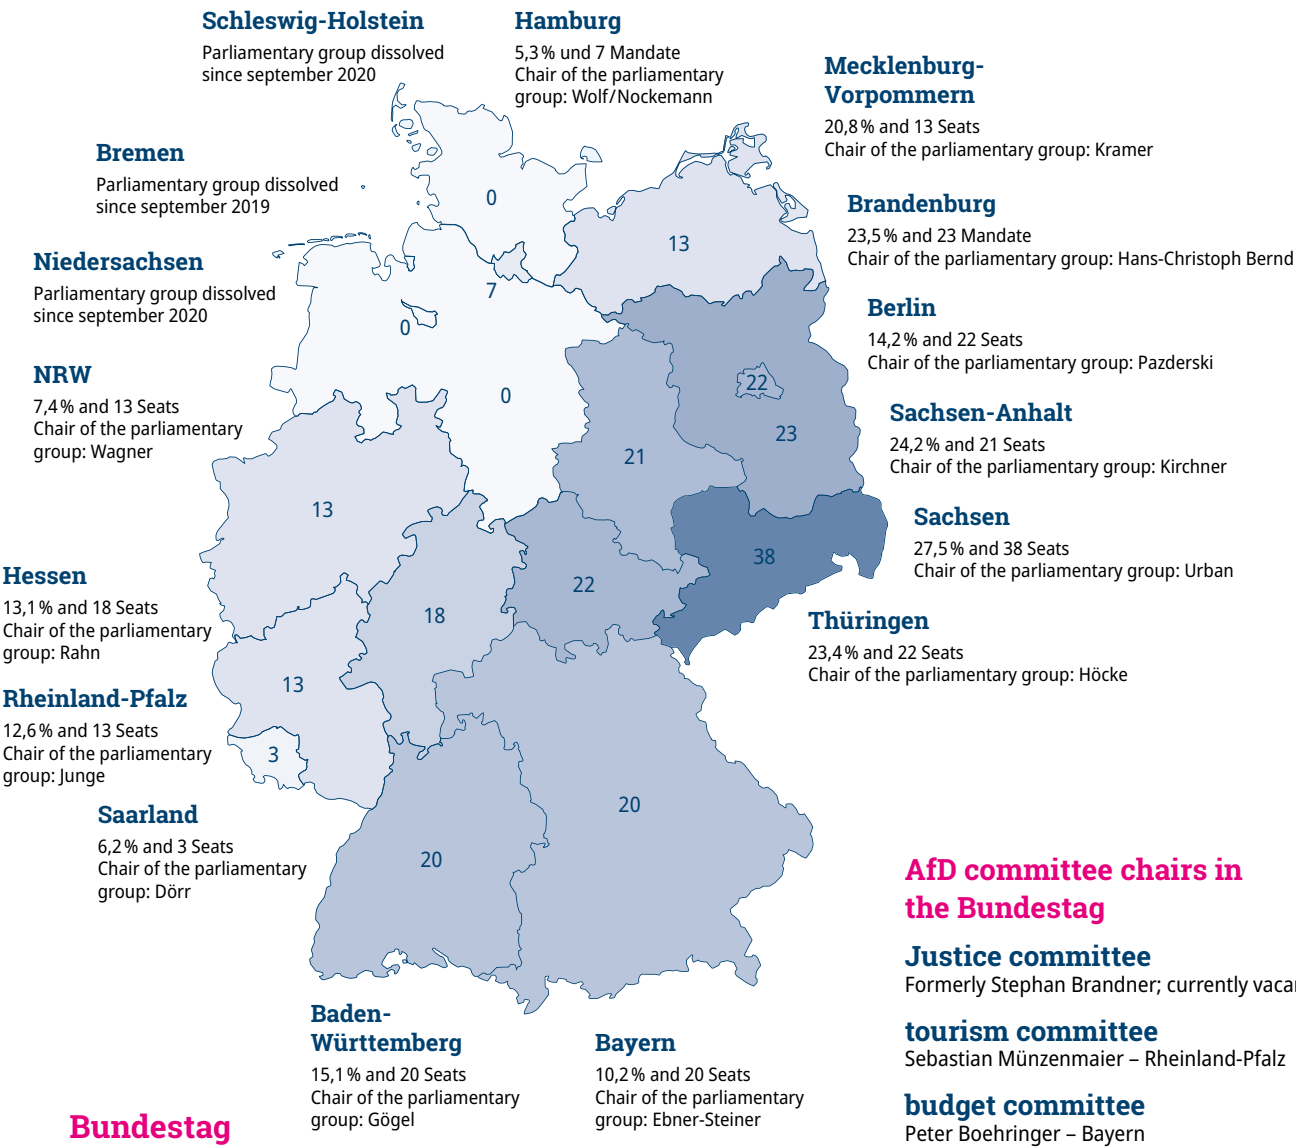 Schleswig-Holstein
Parliamentary group dissolved
since september 2020
Hamburg
5,3 % und 7 Mandate
Chair of the parliamentary
group: Wolf/Nockemann
Mecklenburg-
Vorpommern
20,8 % and 13 Seats
Chair of the parliamentary group: Kramer
Bremen
Parliamentary group dissolved
since september 2019
Brandenburg
23,5 % and 23 Mandate
Chair of the parliamentary group: Hans-Christoph Bernd
Niedersachsen
Parliamentary group dissolved
since september 2020
Berlin
14,2 % and 22 Seats
Chair of the parliamentary group: Pazderski
NRW
7,4 % and 13 Seats
Chair of the parliamentary
group: Wagner
Sachsen-Anhalt
24,2 % and 21 Seats
Chair of the parliamentary group: Kirchner
Sachsen
27,5 % and 38 Seats
Chair of the parliamentary group: Urban
Hessen
13,1 % and 18 Seats
Chair of the parliamentary
group: Rahn
Thüringen
23,4 % and 22 Seats
Chair of the parliamentary group: Höcke
Rheinland-Pfalz
12,6 % and 13 Seats
Chair of the parliamentary
group: Junge
Saarland
6,2 % and 3 Seats
Chair of the parliamentary
group: Dörr
Baden-
Württemberg
15,1 % and 20 Seats
Chair of the parliamentary
group: Gögel
Bayern
10,2 % and 20 Seats
Chair of the parliamentary
group: Ebner-Steiner
0
13
7
0
22
0
23
21
13
38
22
18
13
3
20
20
AfD committee chairs in
the Bundestag
Justice committee
Formerly Stephan Brandner; currently
tourism committee
Sebastian Münzenmaier – Rheinland-Pfalz
budget committee
Peter Boehringer – Bayern
Bundestag